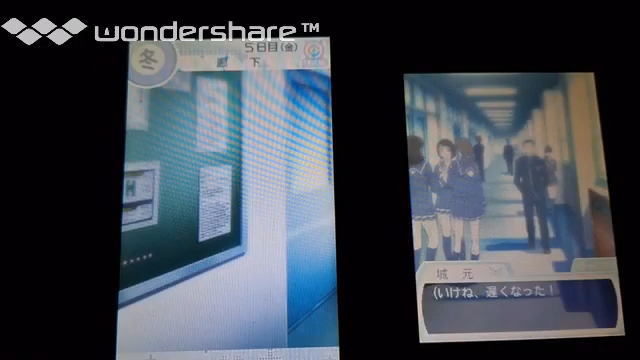 wondershare™
冬
5日目(金)
廊 下
城 元
(いけね、遅くなった!